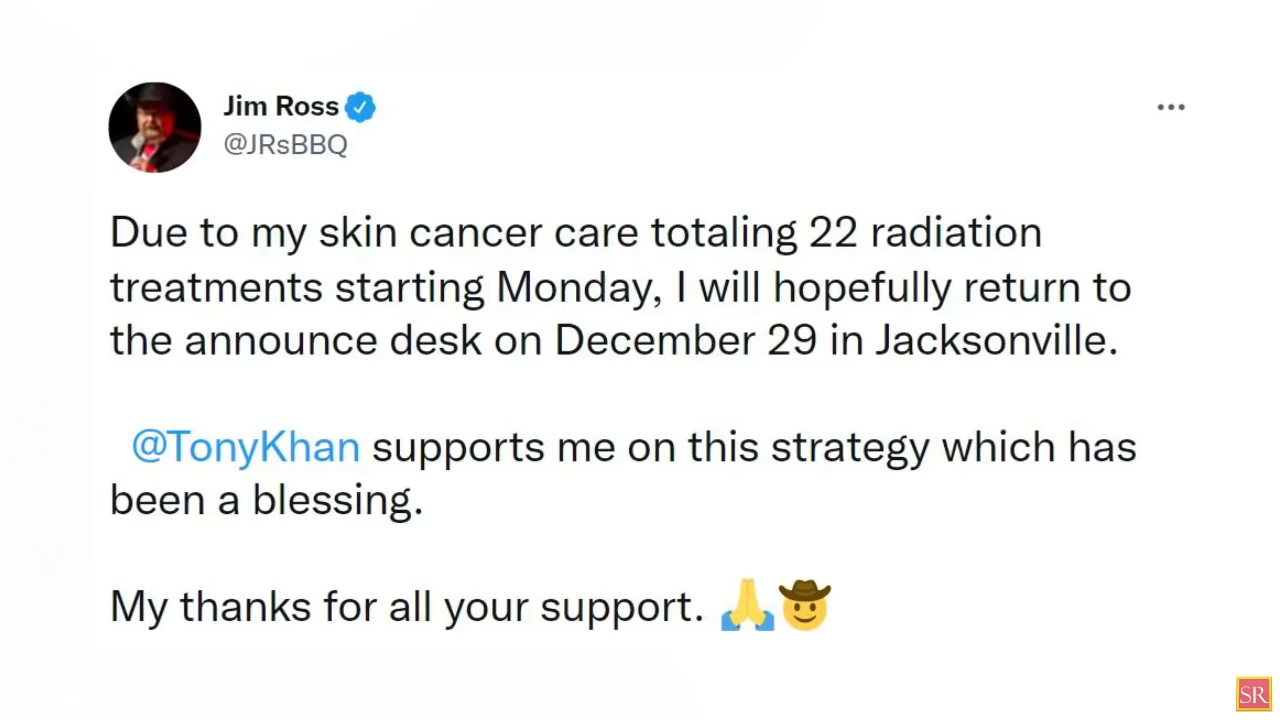 Jim Ross
@JRsBBQ
Due to my skin cancer care totaling 22 radiation
treatments starting Monday, I will hopefully return to
the announce desk on December 29 in Jacksonville.
@TonyKhan supports me on this strategy which has
been a blessing.
My thanks for all your support. 🙏🤠
SR